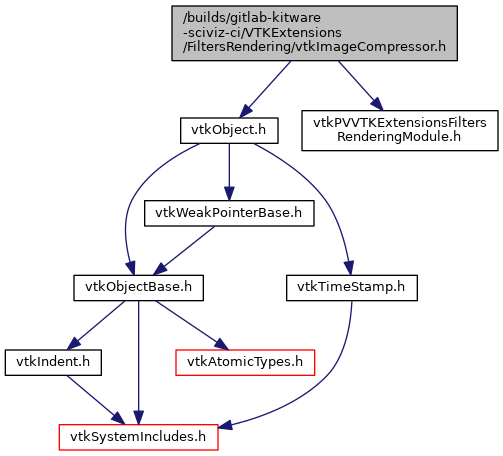 /builds/gitlab-kitware
-sciviz-ci/VTKExtensions
/FiltersRendering/vtkImageCompressor.h
vtkObject.h
vtkPVVTKExtensionsFilters
RenderingModule.h
vtkWeakPointerBase.h
vtkObjectBase.h
vtkTimeStamp.h
vtkIndent.h
vtkAtomicTypes.h
vtkSystemIncludes.h